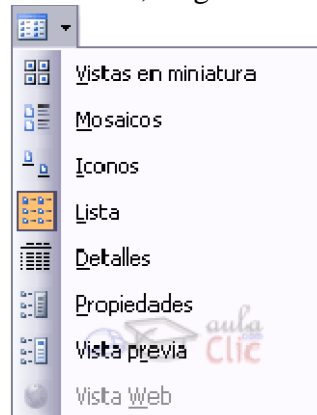 Vistas en miniatura
Mosaicos
Iconos
Lista
Detalles
Propiedades
Vista previa
aula
Clic
Vista Web